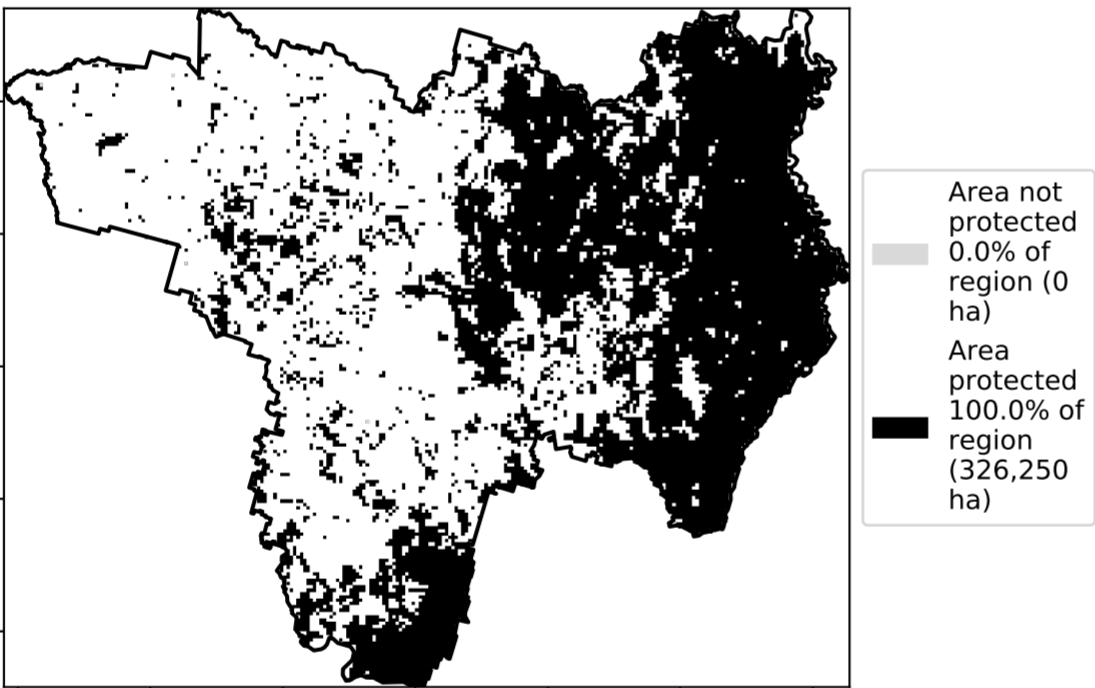 Area not
protected
0.0% of
region (0
ha)
Area
protected
100.0% of
region
(326,250
ha)